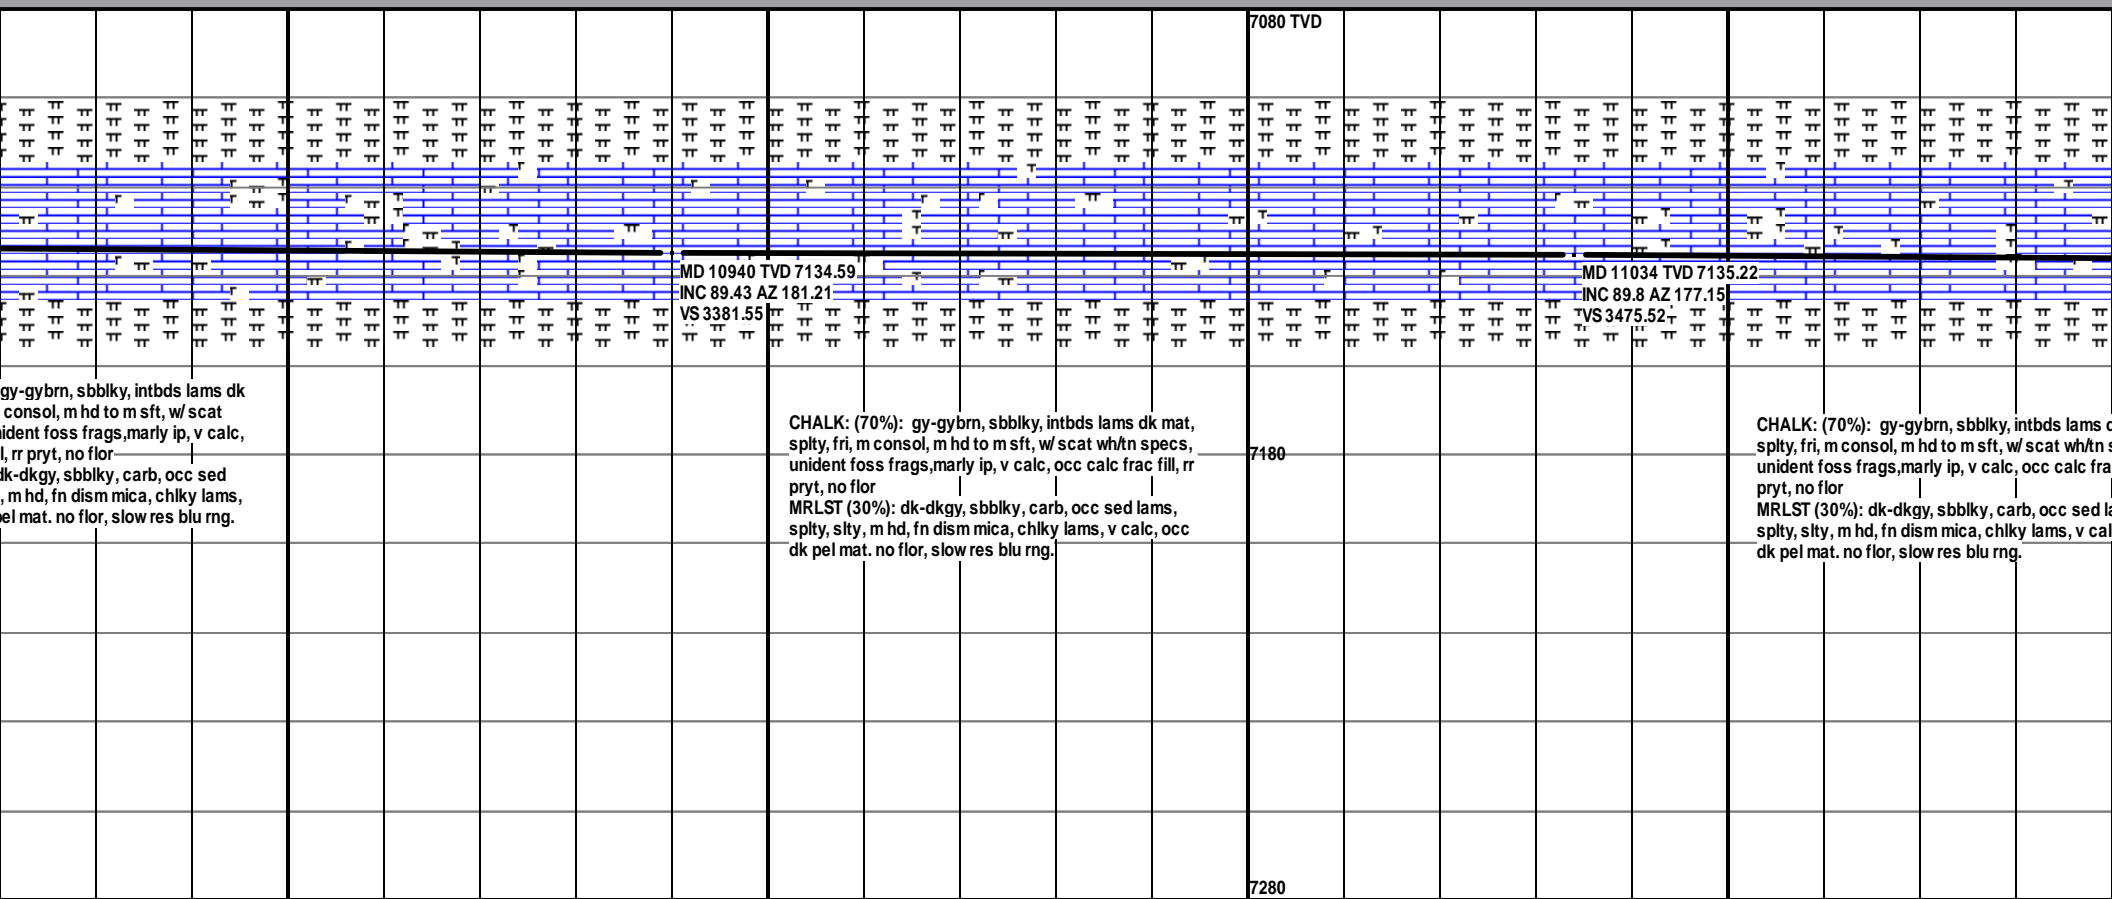 7080 TVD
MD 10940 TVD 7134.59
INC 89.43 AZ 181.21
VS 3381.55
MD 11034 TVD 7135.22
INC 89.8 AZ 177.15
VS 3475.52
gy-gybrn, sbblky, intbds lams dk
consol, m hd to m sft, w/ scat
ident foss frags,marly ip, v calc,
l, rr pryt, no flor
dk-dkgy, sbblky, carb, occ sed
, m hd, fn dism mica, chlky lams,
pel mat. no flor, slow res blu rng.
CHALK: (70%): gy-gybrn, sbblky, intbds lams dk mat,
splty, fri, m consol, m hd to m sft, w/ scat wh/tn specs,
unident foss frags,marly ip, v calc, occ calc frac fill, rr
pryt, no flor
MRLST (30%): dk-dkgy, sbblky, carb, occ sed lams,
splty, slty, m hd, fn dism mica, chlky lams, v calc, occ
dk pel mat. no flor, slow res blu rng.
7180
CHALK: (70%): gy-gybrn, sbblky, intbds lams
splty, fri, m consol, m hd to m sft, w/ scat wh/tn
unident foss frags,marly ip, v calc, occ calc fra
pryt, no flor
MRLST (30%): dk-dkgy, sbblky, carb, occ sed la
splty, slty, m hd, fn dism mica, chlky lams, v cal
dk pel mat. no flor, slow res blu rng.
7280